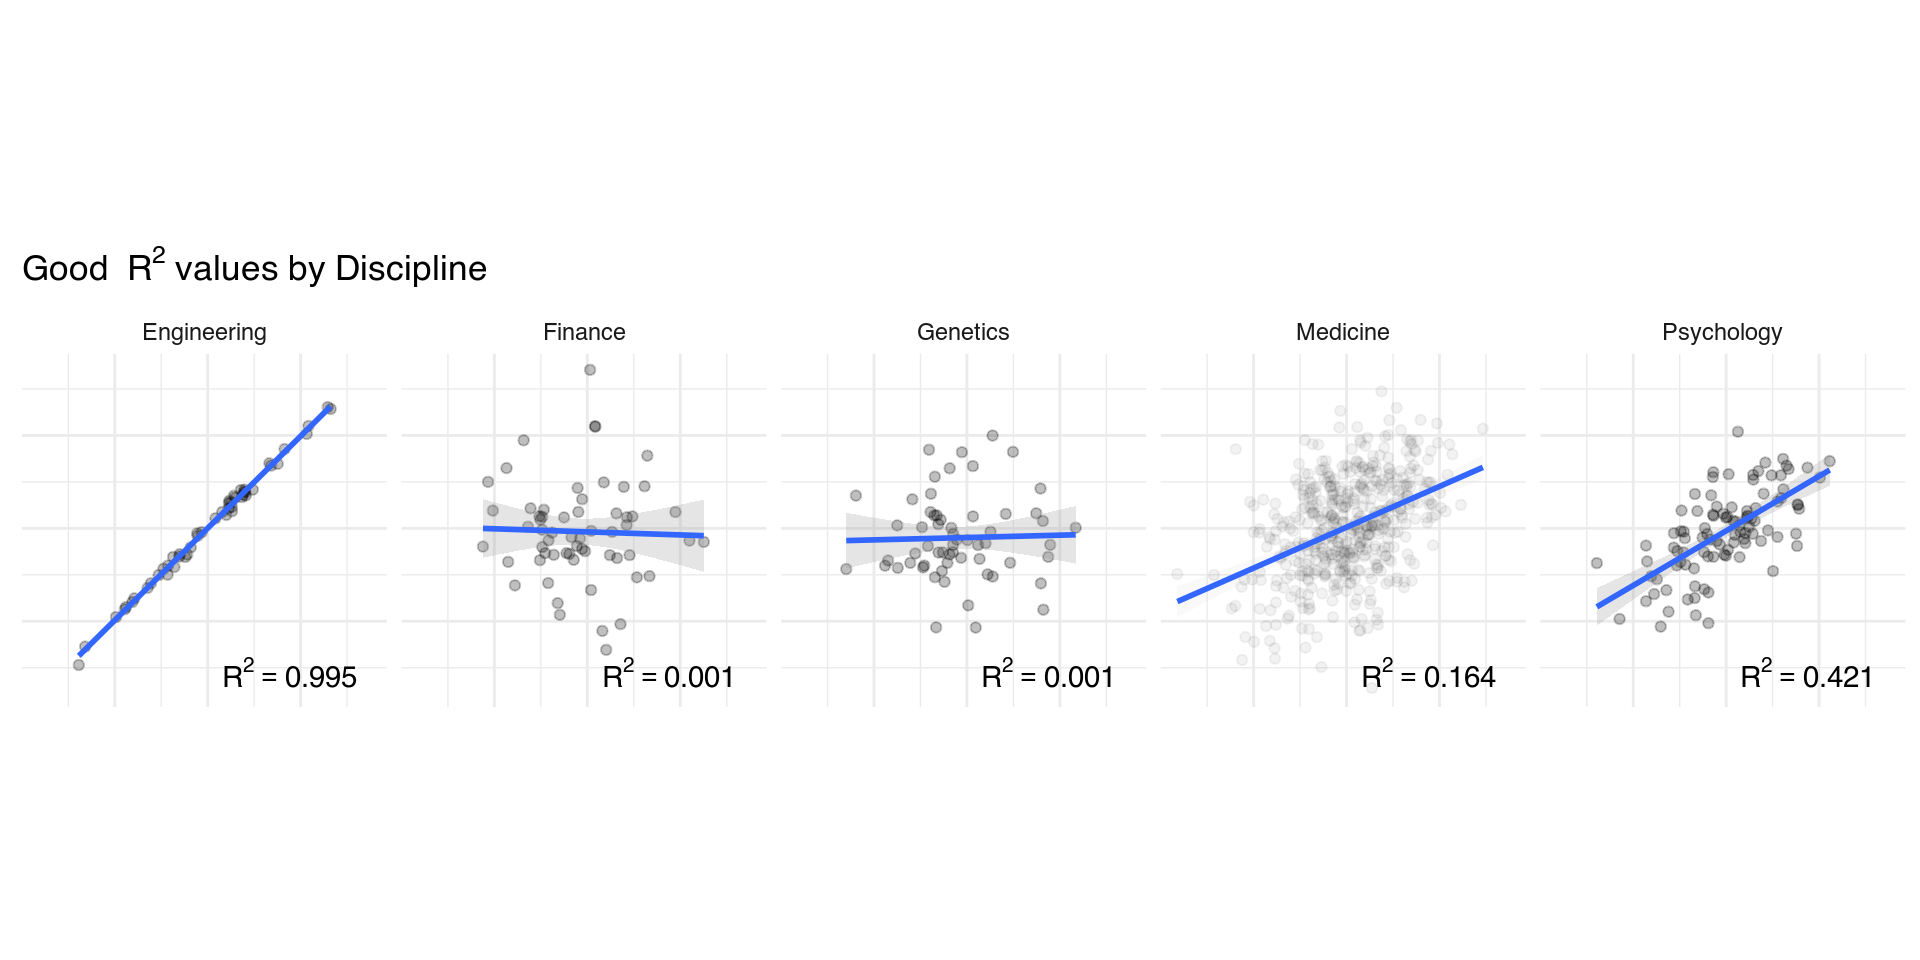 Good R² values by Discipline
Engineering
Finance
Genetics
Medicine
Psychology
R² = 0.995
R² = 0.001
R² = 0.001
R² = 0.164
R² = 0.421